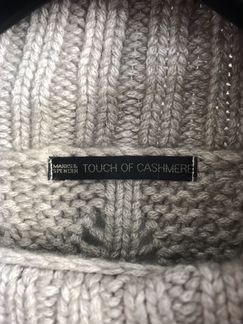 MARKS &
SPENCER
TOUCH OF CASHMERE